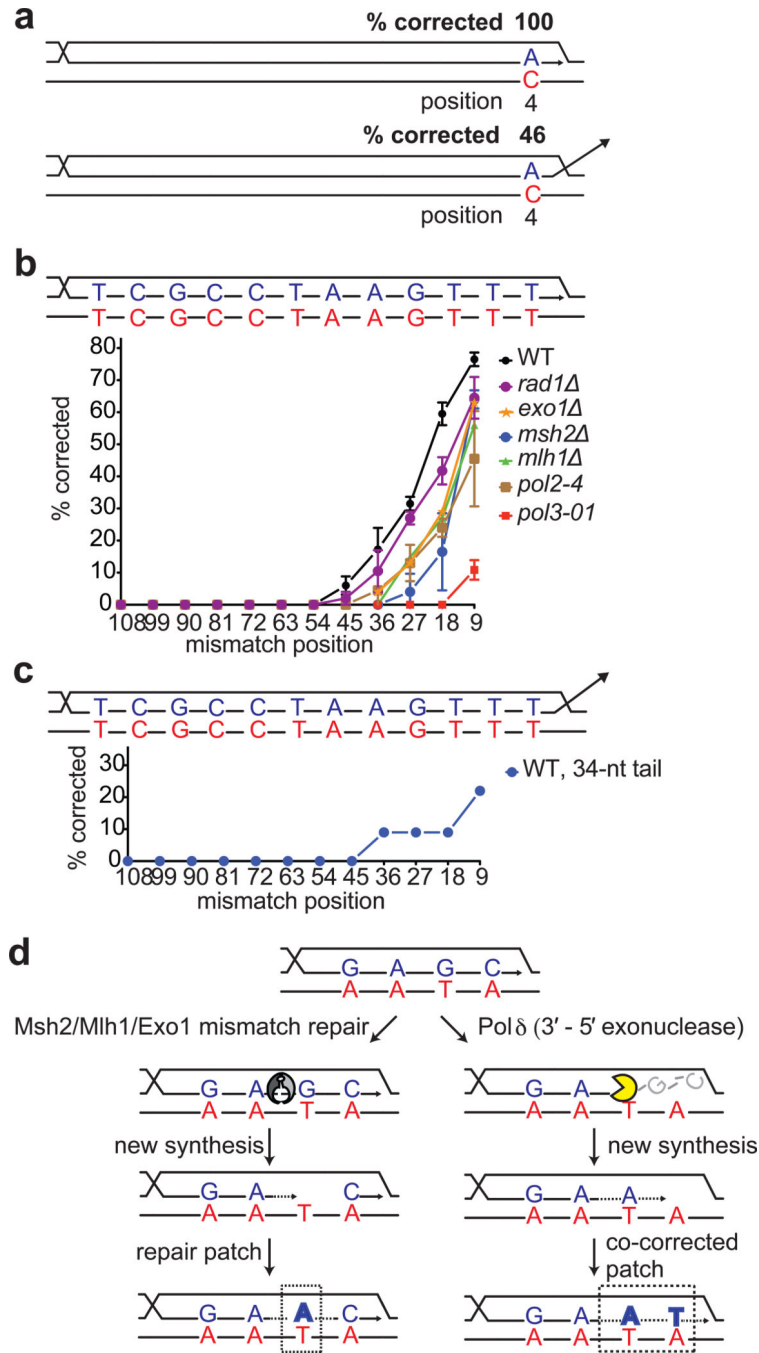 a
% corrected 100
A
C
position 4
% corrected 46
A
C
position 4
b
T C G C C T A A G T T T
T C G C C T A A G T T T
80
70
60
50
40
30
20
10
0
% corrected
WT
rad1Δ
exo1Δ
msh2Δ
mlh1Δ
pol2-4
pol3-01
108 99 90 81 72 63 54 45 36 27 18 9
mismatch position
c
T C G C C T A A G T T T
T C G C C T A A G T T T
30
20
10
0
% corrected
WT, 34-nt tail
108 99 90 81 72 63 54 45 36 27 18 9
mismatch position
d
G A G C
A A T A
Msh2/Mlh1/Exo1 mismatch repair
Pol δ (3′ - 5′ exonuclease)
G A G C
A A T A
G A G C
A A T A
new synthesis
new synthesis
G A C
A A T A
G A A
A A T A
repair patch
co-corrected
patch
G A A C
A A T A
G A A T
A A T A